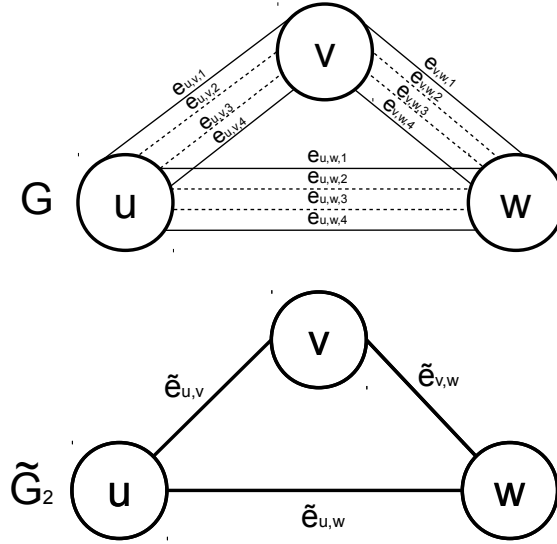 v
e_{u,v,1}
e_{u,v,2}
e_{u,v,3}
e_{u,v,4}
e_{v,w,1}
e_{v,w,2}
e_{v,w,3}
e_{v,w,4}
G
u
e_{u,w,1}
e_{u,w,2}
e_{u,w,3}
e_{u,w,4}
w
v
ẽ_{u,v}
ẽ_{v,w}
G̃₂
u
w
ẽ_{u,w}